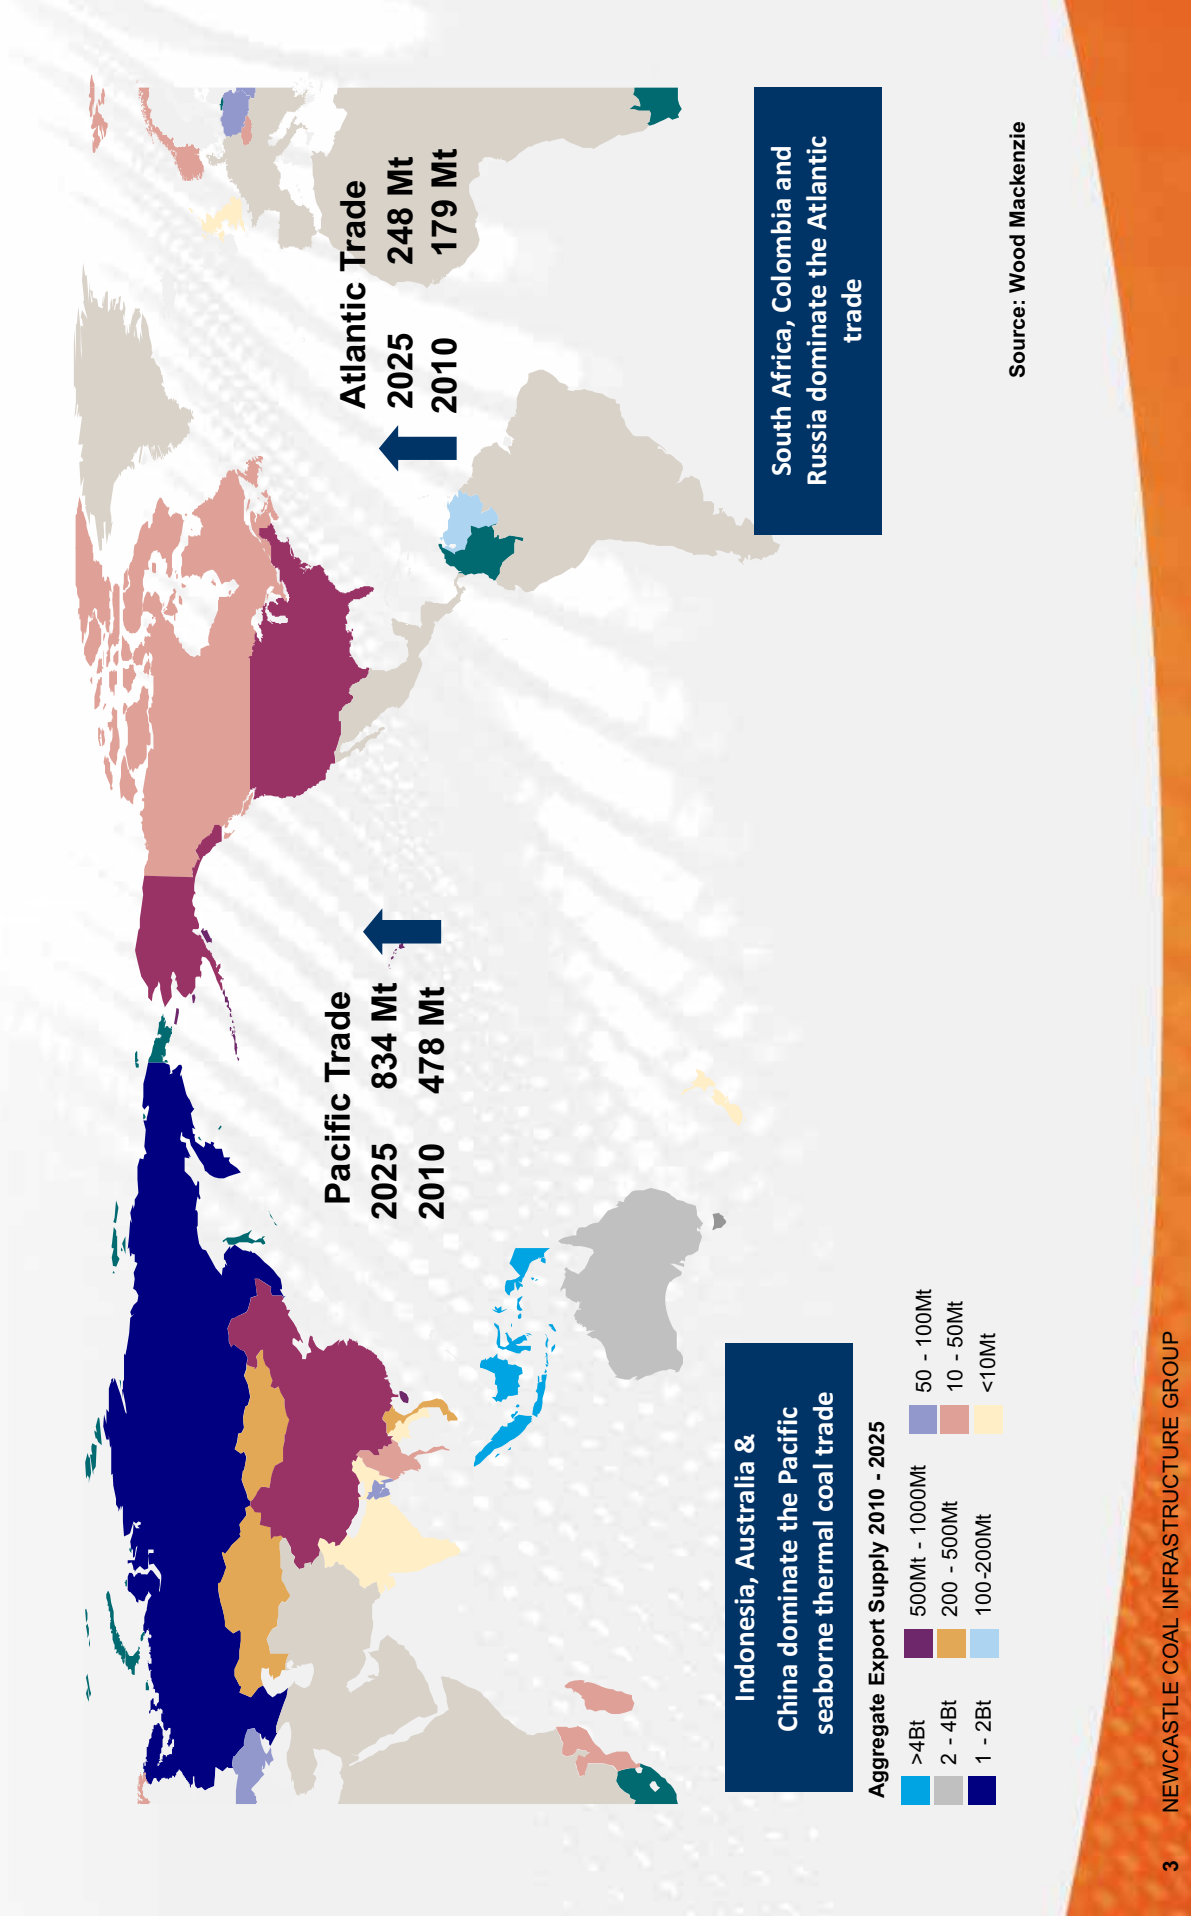 Pacific Trade
2025 834 Mt
2010 478 Mt
Atlantic Trade
2025 248 Mt
2010 179 Mt
Indonesia, Australia &
China dominate the Pacific
seaborne thermal coal trade
South Africa, Colombia and
Russia dominate the Atlantic
trade
Aggregate Export Supply 2010 - 2025
>4Bt 500Mt - 1000Mt 50 - 100Mt
2 - 4Bt 200 - 500Mt 10 - 50Mt
1 - 2Bt 100-200Mt <10Mt
Source: Wood Mackenzie
3 NEWCASTLE COAL INFRASTRUCTURE GROUP